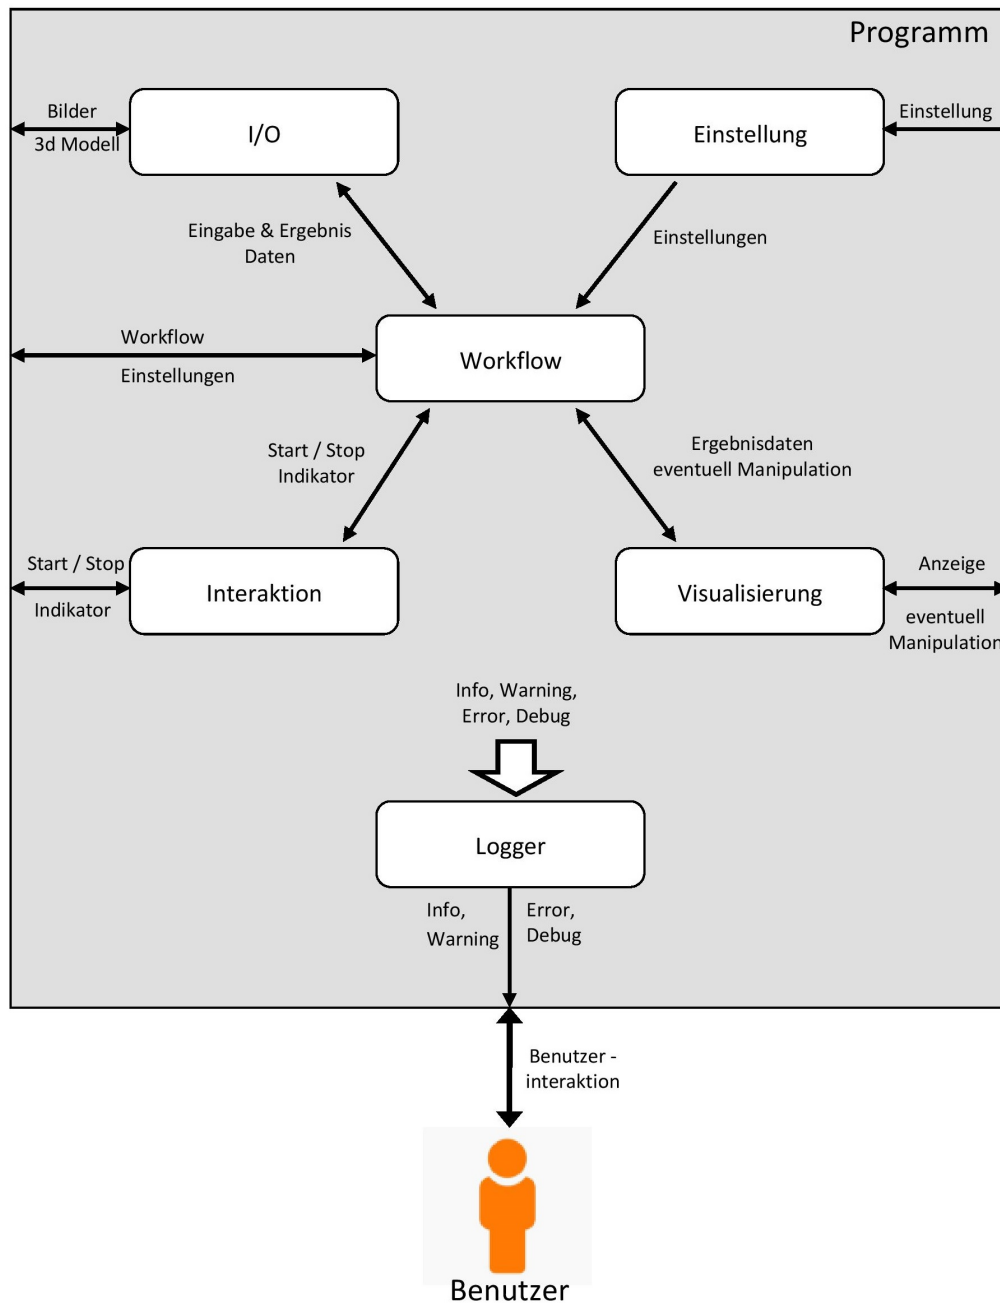 Programm
Bilder
3d Modell
I/O
Einstellung
Einstellung
Eingabe & Ergebnis
Daten
Einstellungen
Workflow
Einstellungen
Workflow
Start / Stop
Indikator
Ergebnisdaten
eventuell Manipulation
Start / Stop
Indikator
Interaktion
Visualisierung
Anzeige
eventuell
Manipulation
Info, Warning,
Error, Debug
Logger
Info,
Warning
Error,
Debug
Benutzer -
interaktion
Benutzer